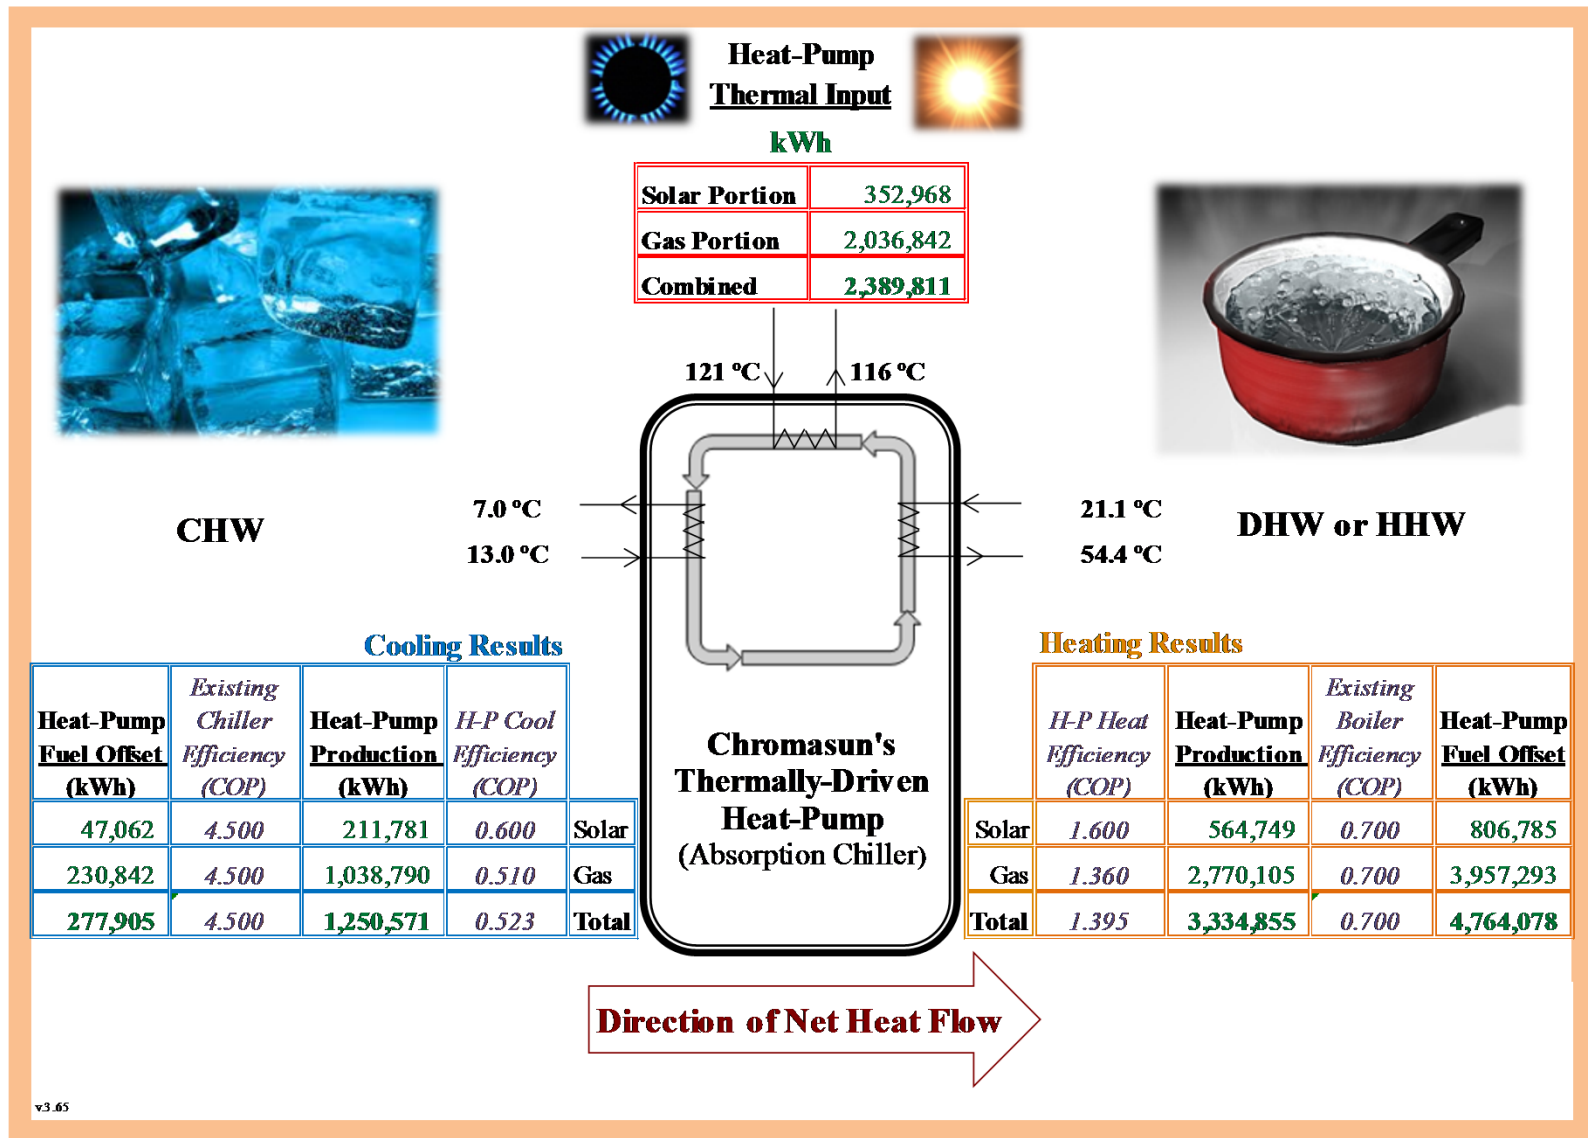 Heat-Pump
Thermal Input
kWh
Solar Portion 352,968
Gas Portion 2,036,842
Combined 2,389,811
121 ºC 116 ºC
7.0 ºC
13.0 ºC
21.1 ºC
54.4 ºC
CHW
DHW or HHW
Cooling Results
Heat-Pump Fuel Offset (kWh) Existing Chiller Efficiency (COP) Heat-Pump Production (kWh) H-P Cool Efficiency (COP)
47,062 4.500 211,781 0.600 Solar
230,842 4.500 1,038,790 0.510 Gas
277,905 4.500 1,250,571 0.523 Total
Chromasun's
Thermally-Driven
Heat-Pump
(Absorption Chiller)
Heating Results
H-P Heat Efficiency (COP) Heat-Pump Production (kWh) Existing Boiler Efficiency (COP) Heat-Pump Fuel Offset (kWh)
Solar 1.600 564,749 0.700 806,785
Gas 1.360 2,770,105 0.700 3,957,293
Total 1.395 3,334,855 0.700 4,764,078
Direction of Net Heat Flow
v.3.65